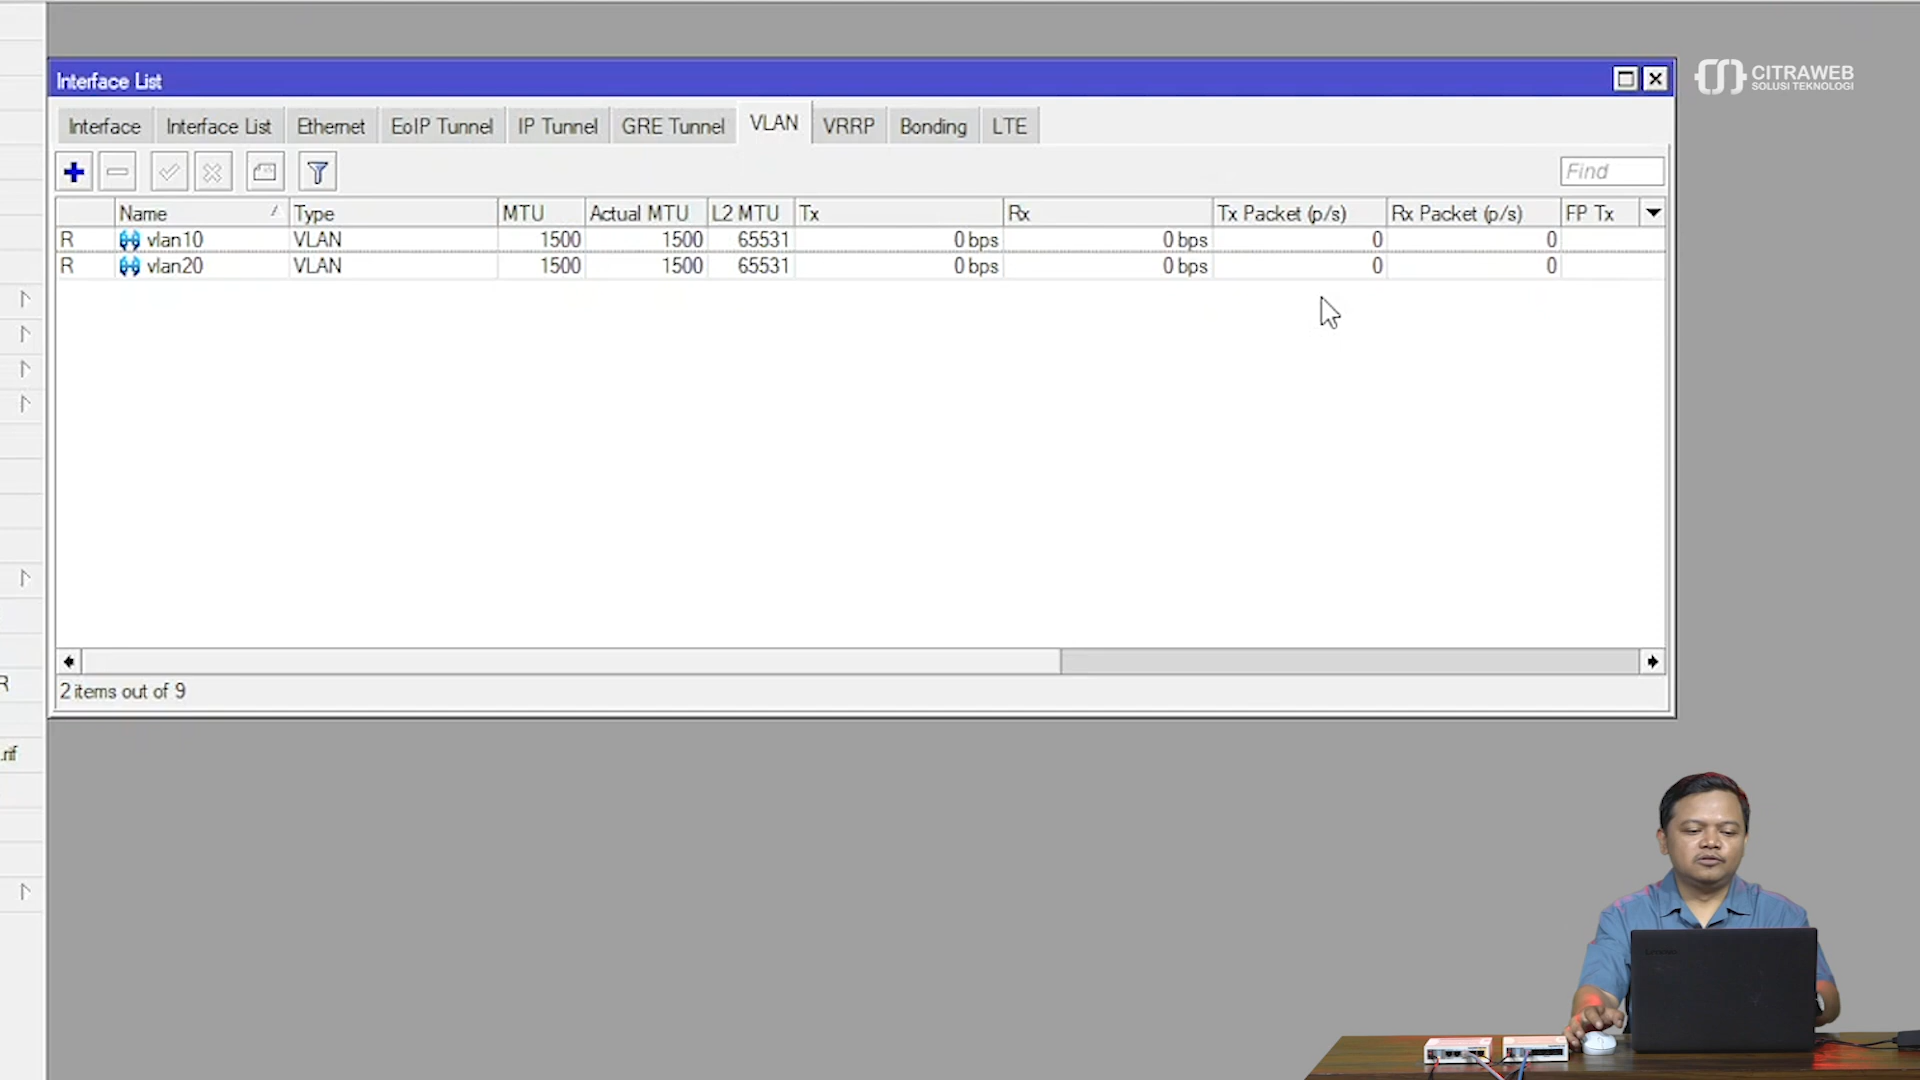 Interface List
CITRAWEB
SOLUSI TEKNOLOGI
Interface Interface List Ethernet EoIP Tunnel IP Tunnel GRE Tunnel VLAN VRRP Bonding LTE
Find
Name Type MTU Actual MTU L2 MTU Tx Rx Tx Packet (p/s) Rx Packet (p/s) FP Tx
R vlan10 VLAN 1500 1500 65531 0 bps 0 bps 0 0
R vlan20 VLAN 1500 1500 65531 0 bps 0 bps 0 0
2 items out of 9
R
.rif